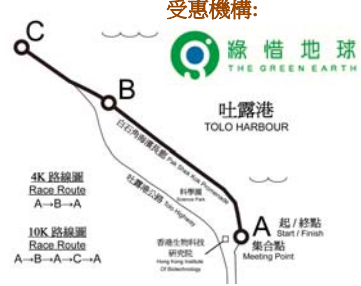 受惠機構:
C
綠惜地球
THE GREEN EARTH
B
吐露港
TOLO HARBOUR
白石角海濱長廊 Pak Shek Kok Promenade
吐露港公路 Tolo Highway
4K 路線圖
Race Route
A→B→A
科學園
Science Park
A
起 / 終點
Start / Finish
集合點
Meeting Point
10K 路線圖
Race Route
A→B→A→C→A
香港生物科技
研究院
Hong Kong Institute
Of Biotechnology